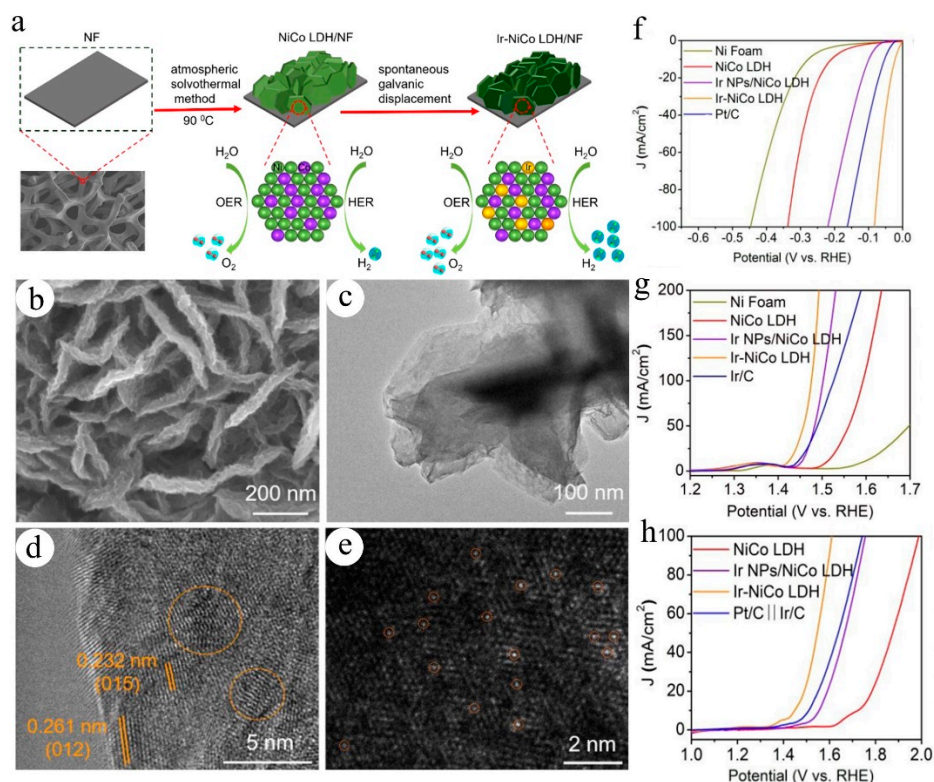 a
NF
NiCo LDH/NF
Ir-NiCo LDH/NF
atmospheric
solvothermal
method
90 ⁰C
spontaneous
galvanic
displacement
H₂O
Ni
Co
H₂O
OER
HER
O₂
H₂
H₂O
Ir
H₂O
OER
HER
O₂
H₂
b
200 nm
c
100 nm
d
0.232 nm
(015)
0.261 nm
(012)
5 nm
e
2 nm
f
J (mA/cm²)
0
-20
-40
-60
-80
-100
Ni Foam
NiCo LDH
Ir NPs/NiCo LDH
Ir-NiCo LDH
Pt/C
-0.6 -0.5 -0.4 -0.3 -0.2 -0.1 0.0
Potential (V vs. RHE)
g
J (mA/cm²)
200
150
100
50
0
Ni Foam
NiCo LDH
Ir NPs/NiCo LDH
Ir-NiCo LDH
Ir/C
1.2 1.3 1.4 1.5 1.6 1.7
Potential (V vs. RHE)
h
J (mA/cm²)
100
80
60
40
20
0
NiCo LDH
Ir NPs/NiCo LDH
Ir-NiCo LDH
Pt/C||Ir/C
1.0 1.2 1.4 1.6 1.8 2.0
Potential (V vs. RHE)